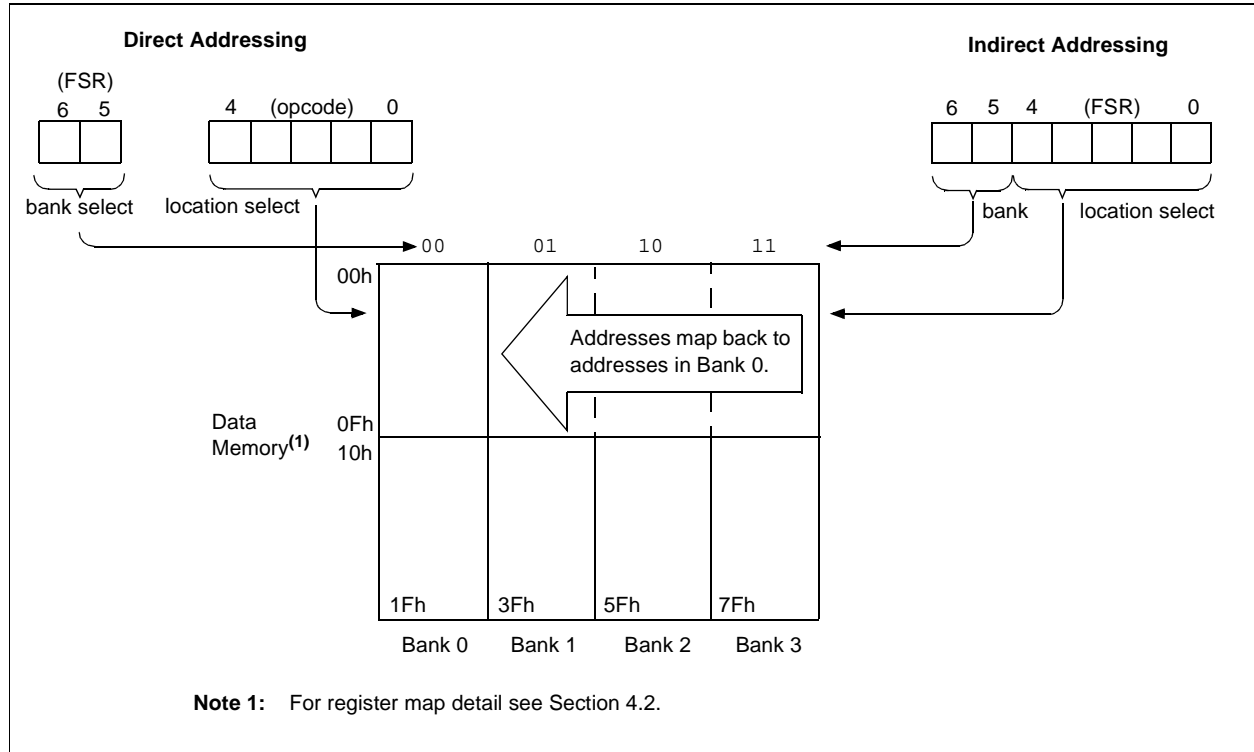 Direct Addressing
Indirect Addressing
(FSR)
6 5
4 (opcode) 0
6 5 4 (FSR) 0
bank select
location select
bank
location select
00 01 10 11
00h
Addresses map back to
addresses in Bank 0.
Data
Memory(1)
0Fh
10h
1Fh 3Fh 5Fh 7Fh
Bank 0 Bank 1 Bank 2 Bank 3
Note 1: For register map detail see Section 4.2.